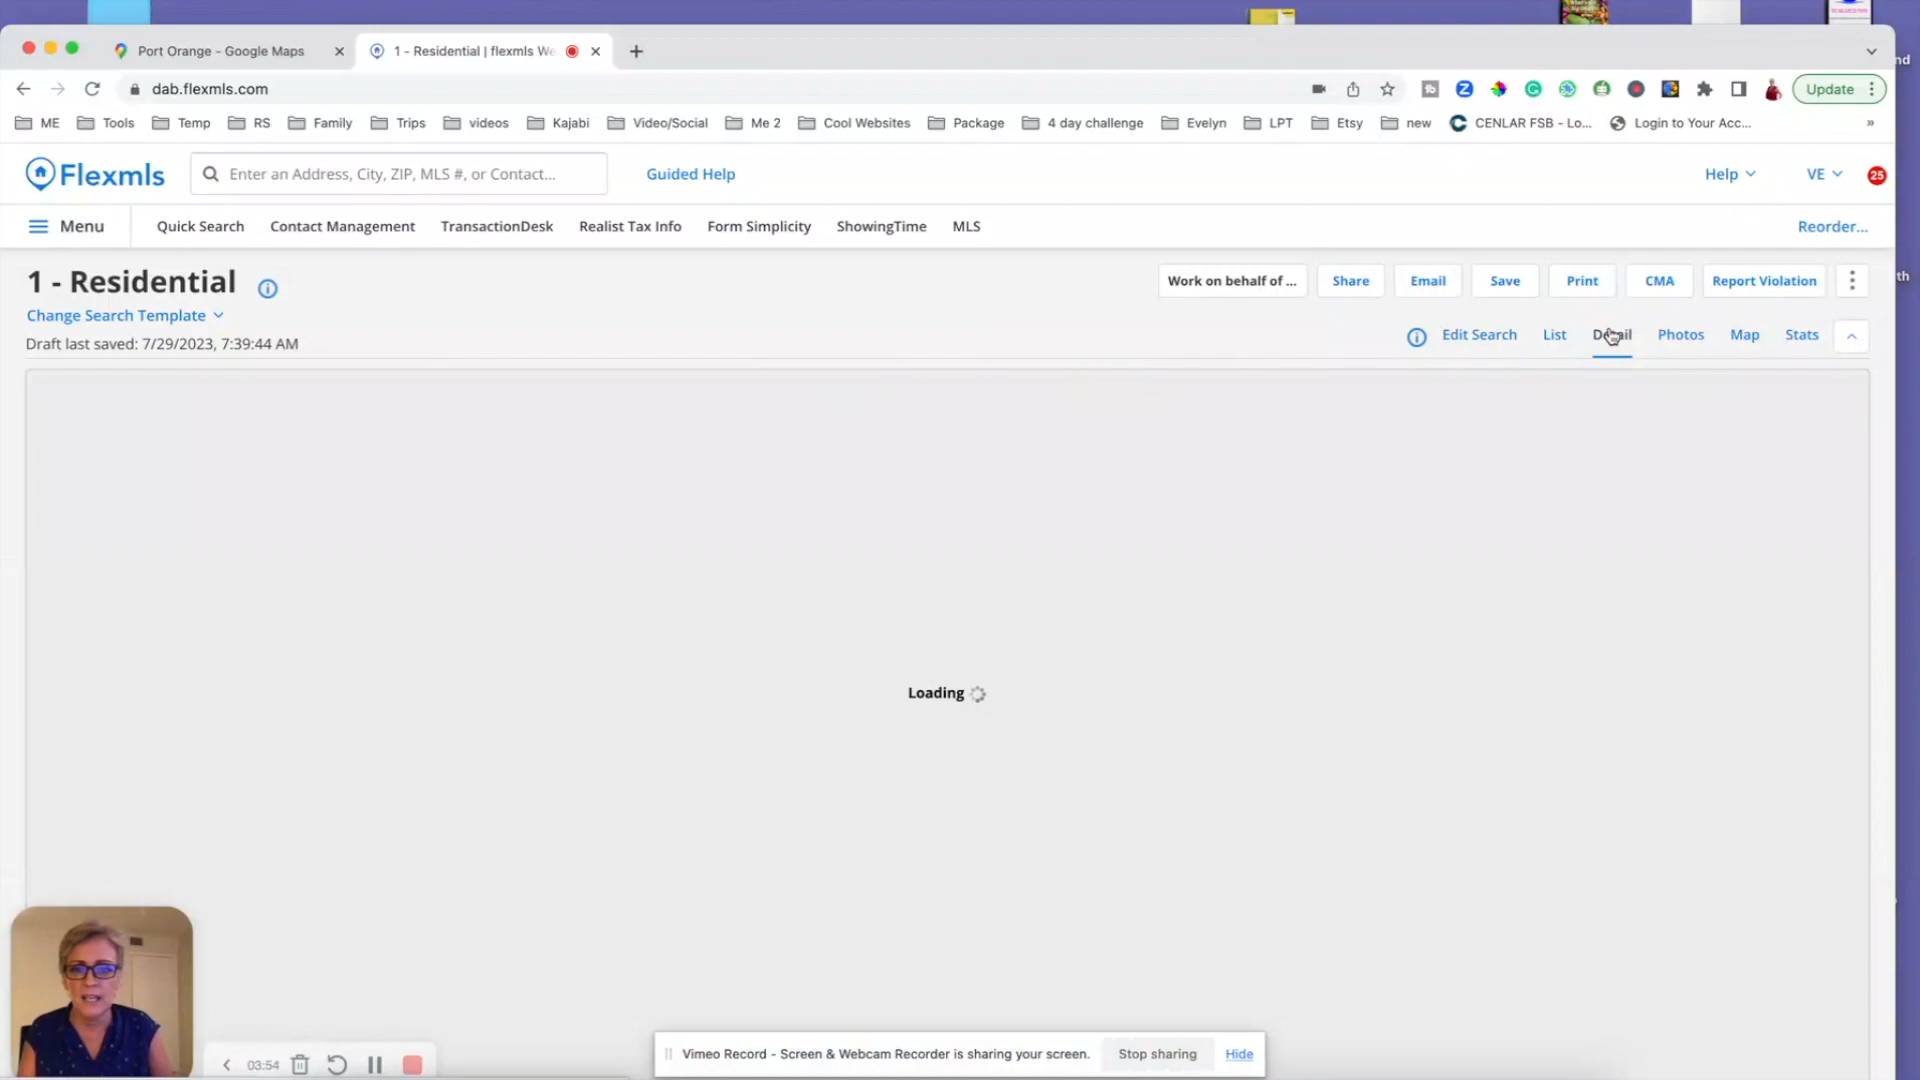 nd
Port Orange - Google Maps
1 - Residential | flexmls We
dab.flexmls.com
Update
ME
Tools
Temp
RS
Family
Trips
videos
Kajabi
Video/Social
Me 2
Cool Websites
Package
4 day challenge
Evelyn
LPT
Etsy
new
CENLAR FSB - Lo...
Login to Your Acc...
»
Flexmls
Enter an Address, City, ZIP, MLS #, or Contact...
Guided Help
Help
VE
25
Menu
Quick Search
Contact Management
TransactionDesk
Realist Tax Info
Form Simplicity
ShowingTime
MLS
Reorder...
th
1 - Residential
Work on behalf of ...
Share
Email
Save
Print
CMA
Report Violation
Change Search Template
Draft last saved: 7/29/2023, 7:39:44 AM
Edit Search
List
Detail
Photos
Map
Stats
Loading
03:54
Vimeo Record - Screen & Webcam Recorder is sharing your screen.
Stop sharing
Hide